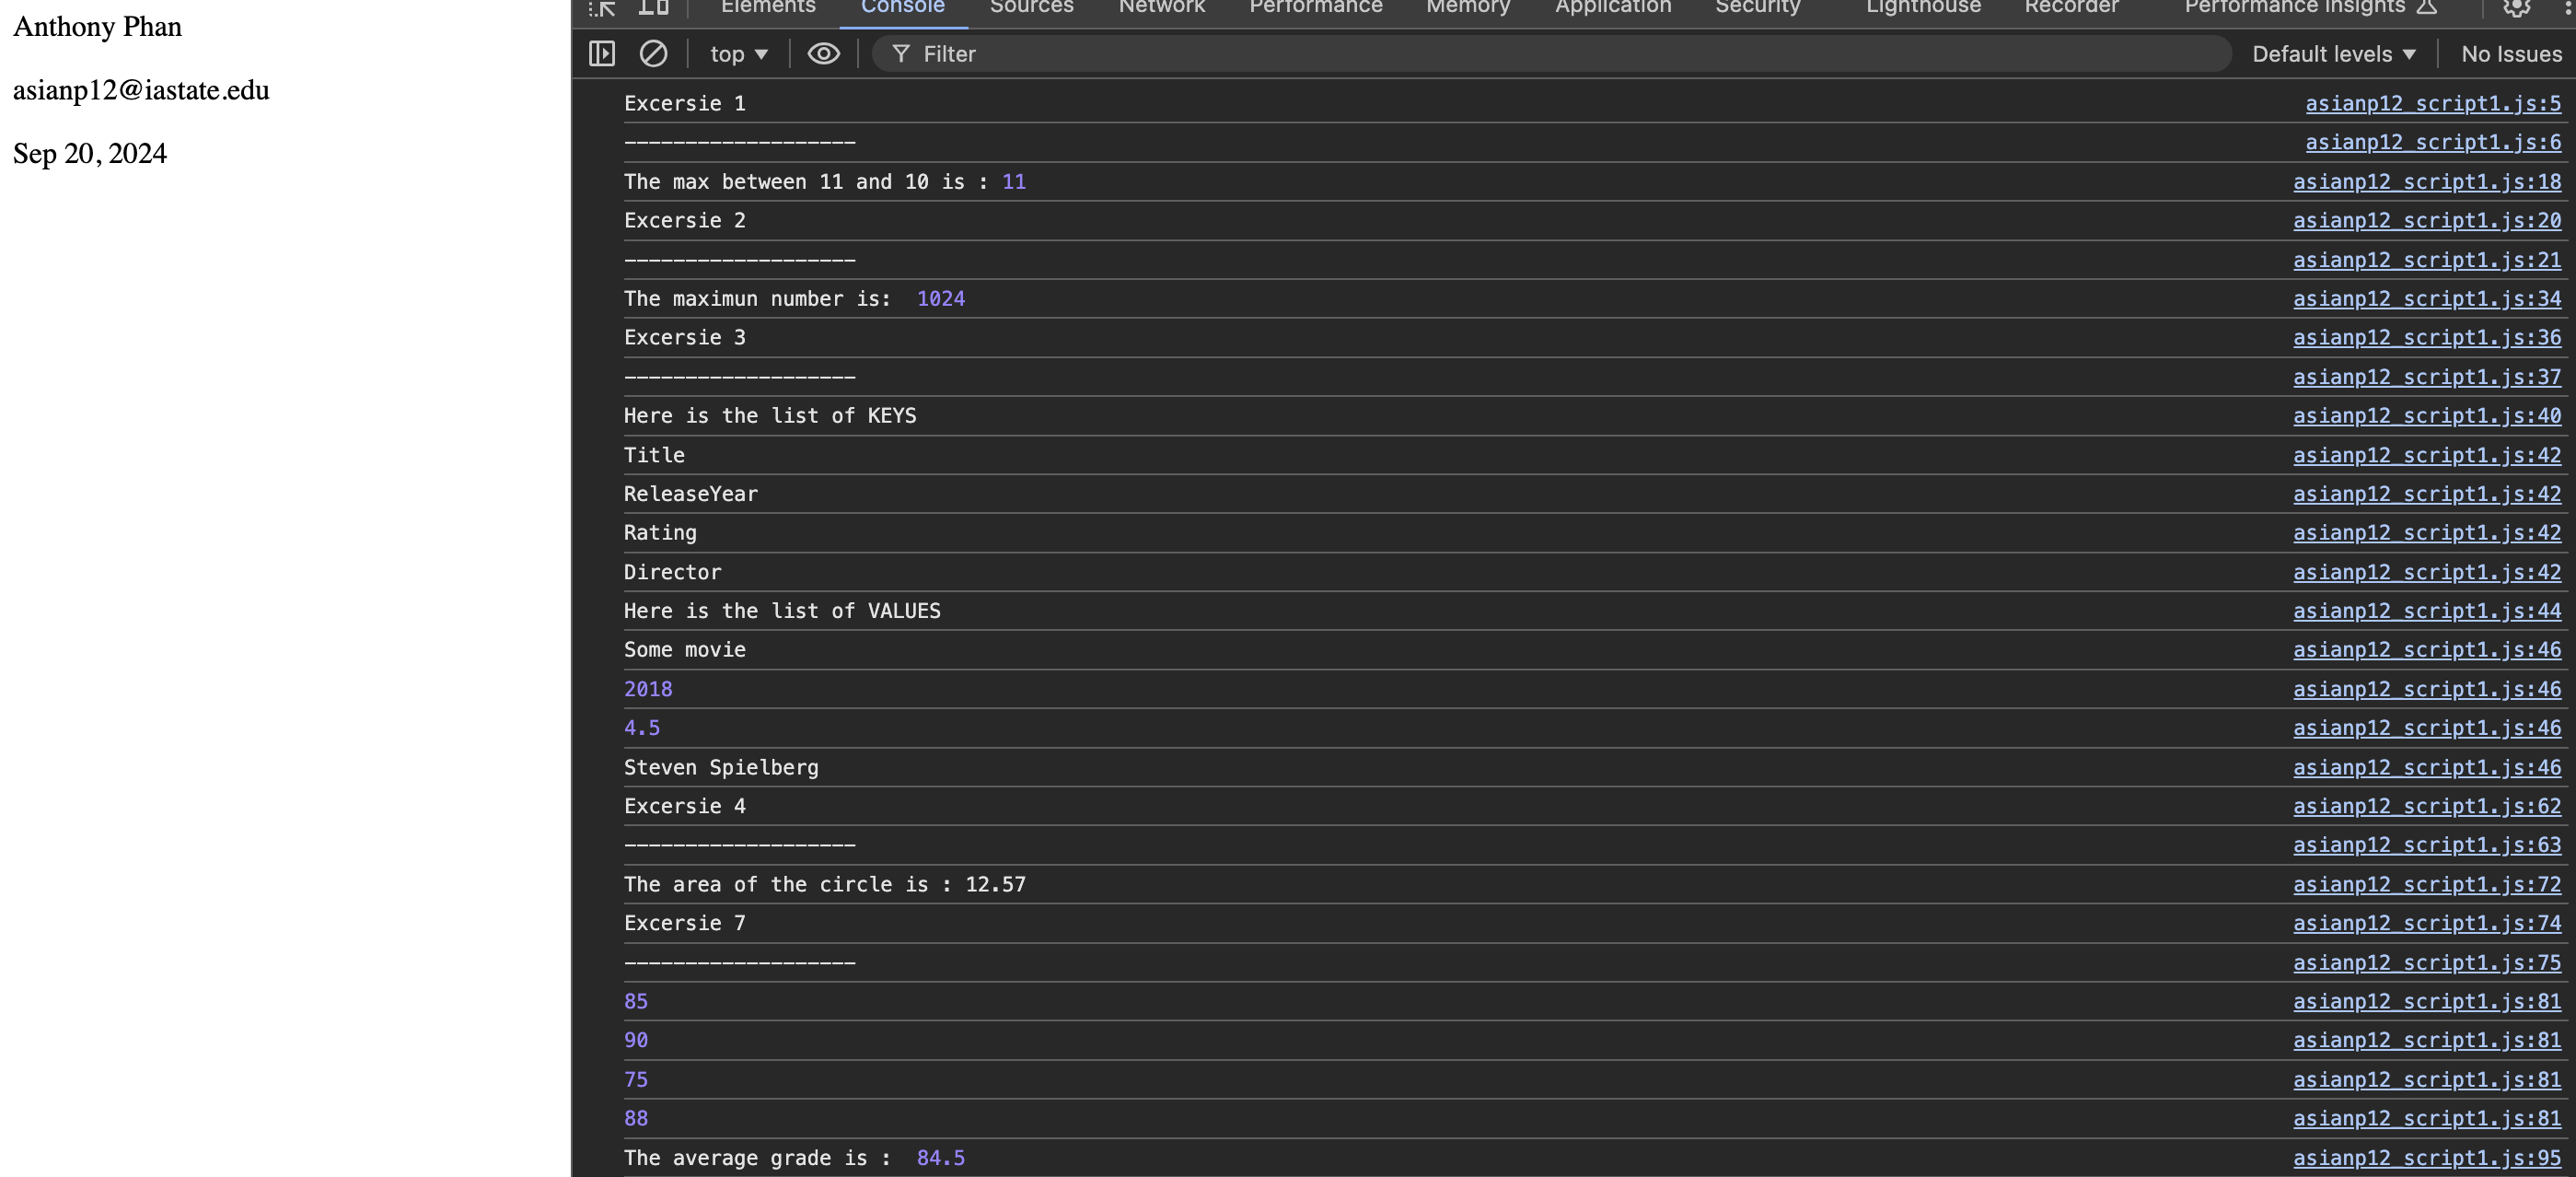 Anthony Phan
asianp12@iastate.edu
Sep 20, 2024
Elements Console Sources Network Performance Memory Application Security Lighthouse Recorder Performance insights
top Filter Default levels No Issues
Excersie 1 asianp12_script1.js:5
------------------- asianp12_script1.js:6
The max between 11 and 10 is : 11 asianp12_script1.js:18
Excersie 2 asianp12_script1.js:20
------------------- asianp12_script1.js:21
The maximun number is:  1024 asianp12_script1.js:34
Excersie 3 asianp12_script1.js:36
------------------- asianp12_script1.js:37
Here is the list of KEYS asianp12_script1.js:40
Title asianp12_script1.js:42
ReleaseYear asianp12_script1.js:42
Rating asianp12_script1.js:42
Director asianp12_script1.js:42
Here is the list of VALUES asianp12_script1.js:44
Some movie asianp12_script1.js:46
2018 asianp12_script1.js:46
4.5 asianp12_script1.js:46
Steven Spielberg asianp12_script1.js:46
Excersie 4 asianp12_script1.js:62
------------------- asianp12_script1.js:63
The area of the circle is : 12.57 asianp12_script1.js:72
Excersie 7 asianp12_script1.js:74
------------------- asianp12_script1.js:75
85 asianp12_script1.js:81
90 asianp12_script1.js:81
75 asianp12_script1.js:81
88 asianp12_script1.js:81
The average grade is :  84.5 asianp12_script1.js:95